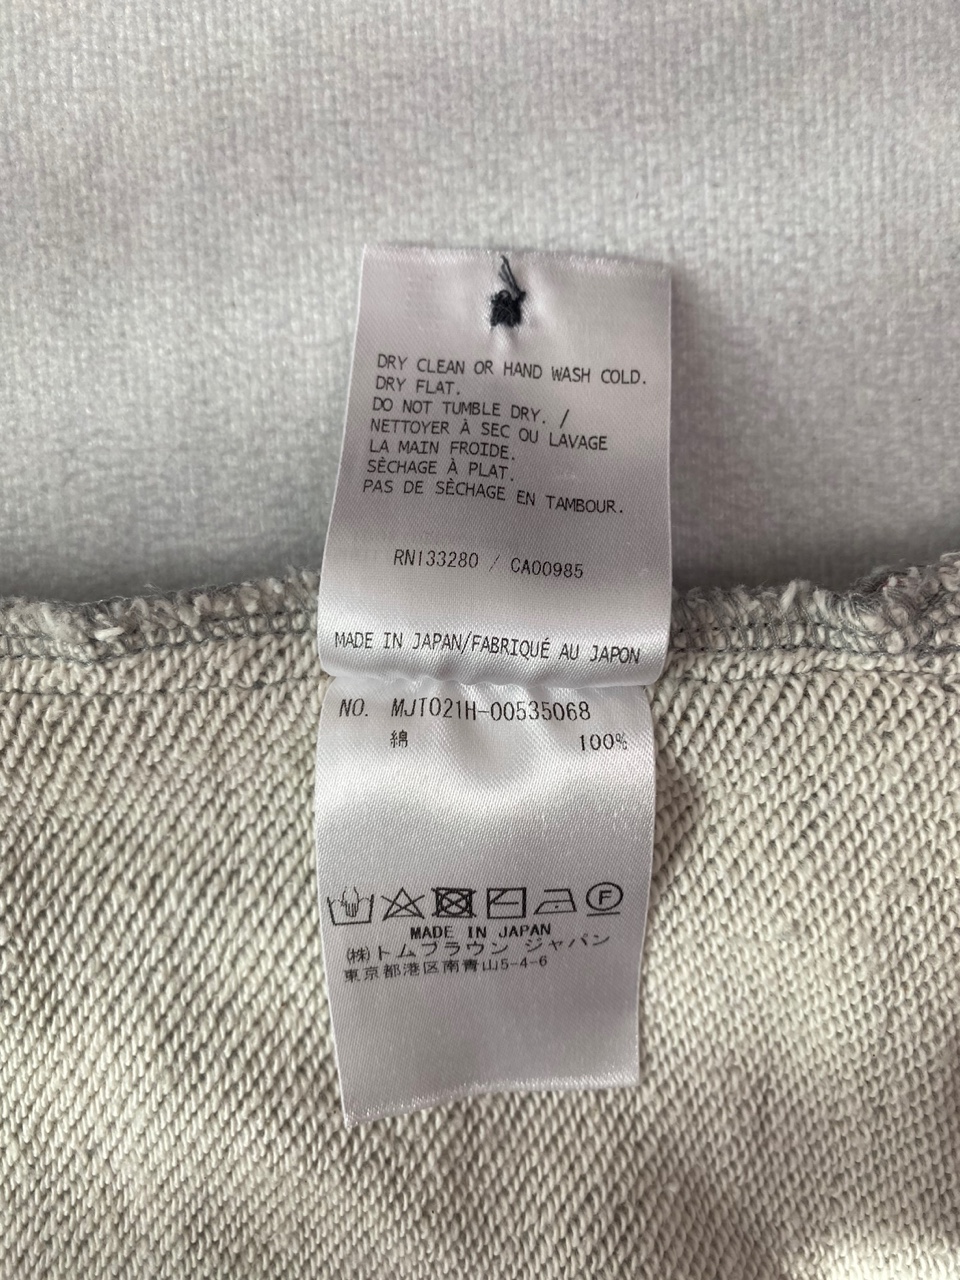 DRY CLEAN OR HAND WASH COLD.
DRY FLAT.
DO NOT TUMBLE DRY. /
NETTOYER À SEC OU LAVAGE
LA MAIN FROIDE.
SÈCHAGE À PLAT.
PAS DE SÈCHAGE EN TAMBOUR.
RN133280 / CA00985
MADE IN JAPAN/FABRIQUÉ AU JAPON
NO. MJT021H-00535068
綿 100%
F
MADE IN JAPAN
㈱トムブラウン ジャパン
東京都港区南青山5-4-6